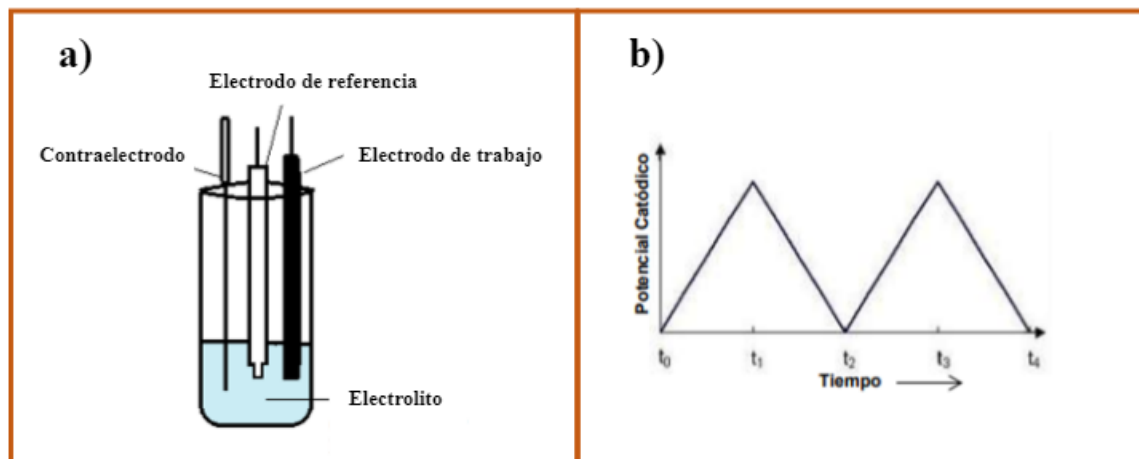 a)
Electrodo de referencia
Contraelectrodo
Electrodo de trabajo
Electrolito
b)
Potencial Catódico
t₀ t₁ t₂ t₃ t₄
Tiempo